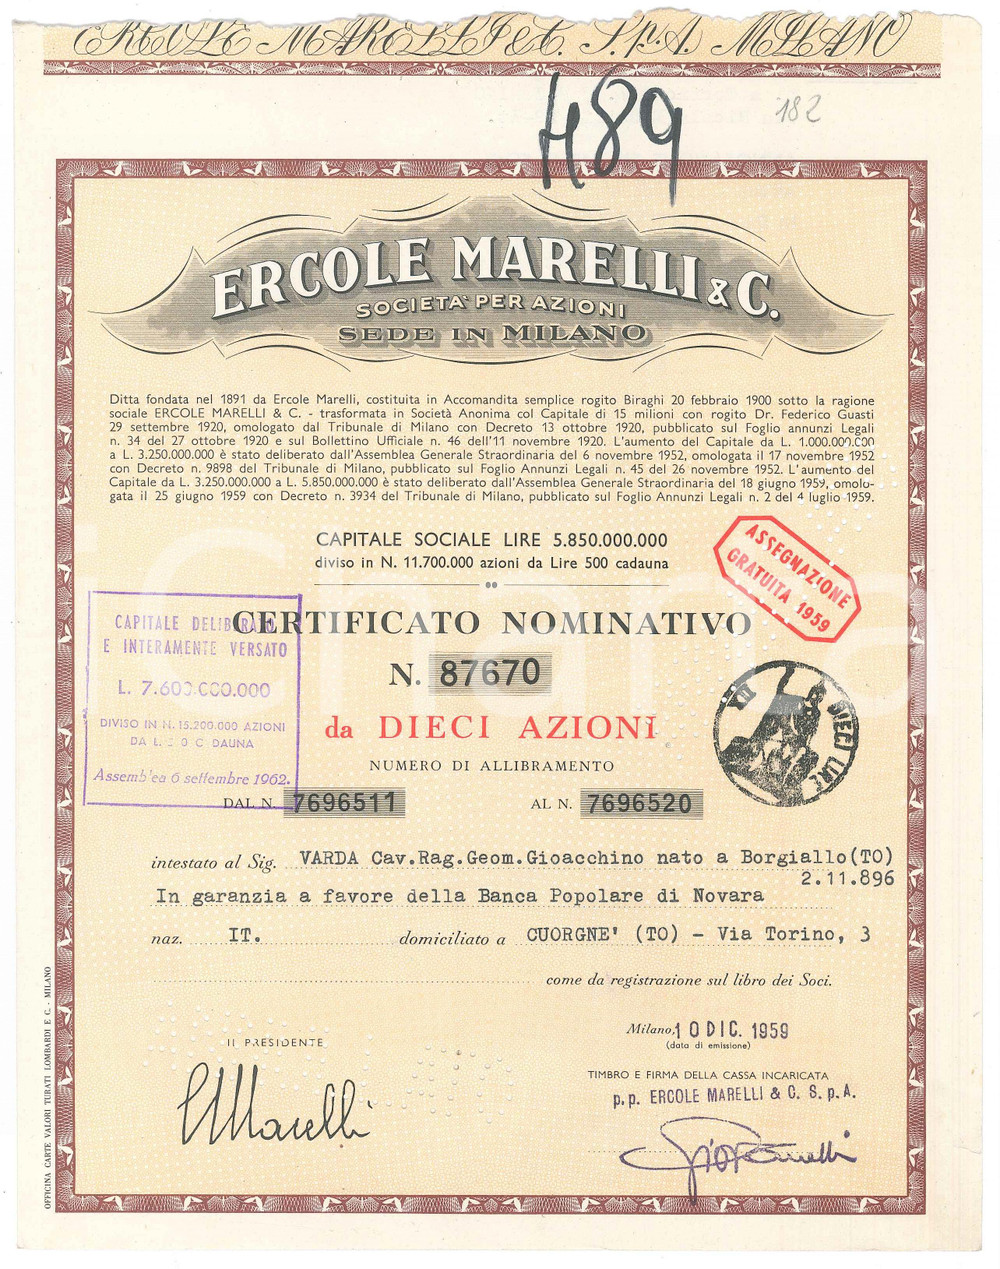 ERCOLE MARELLI & C. S.p.A. MILANO
489
182
ERCOLE MARELLI & C.
SOCIETA' PER AZIONI
SEDE IN MILANO
Ditta fondata nel 1891 da Ercole Marelli, costituita in Accomandita semplice rogito Biraghi 20 febbraio 1900 sotto la ragione
sociale ERCOLE MARELLI & C. - trasformata in Società Anonima col Capitale di 15 milioni con rogito Dr. Federico Guasti
29 settembre 1920, omologato dal Tribunale di Milano con Decreto 13 ottobre 1920, pubblicato sul Foglio annunzi Legali
n. 34 del 27 ottobre 1920 e sul Bollettino Ufficiale n. 46 dell'11 novembre 1920. L'aumento del Capitale da L. 1.000.000.000
a L. 3.250.000.000 è stato deliberato dall'Assemblea Generale Straordinaria del 6 novembre 1952, omologata il 17 novembre 1952
con Decreto n. 9898 del Tribunale di Milano, pubblicato sul Foglio Annunzi Legali n. 45 del 26 novembre 1952. L'aumento del
Capitale da L. 3.250.000.000 a L. 5.850.000.000 è stato deliberato dall'Assemblea Generale Straordinaria del 18 giugno 1959, omolo-
gata il 25 giugno 1959 con Decreto n. 3934 del Tribunale di Milano, pubblicato sul Foglio Annunzi Legali n. 2 del 4 luglio 1959.
CAPITALE SOCIALE LIRE 5.850.000.000
diviso in N. 11.700.000 azioni da Lire 500 cadauna
ASSEGNAZIONE
GRATUITA 1959
CAPITALE DELIBERATO
E INTERAMENTE VERSATO
L. 7.600.000.000
DIVISO IN N. 15.200.000 AZIONI
DA L. 500 CADAUNA
Assemblea 6 settembre 1962.
CERTIFICATO NOMINATIVO
N. 87670
da DIECI AZIONI
NUMERO DI ALLIBRAMENTO
DAL N. 7696511
AL N. 7696520
DIECI LIRE
intestato al Sig. VARDA Cav.Rag.Geom.Gioacchino nato a Borgiallo(TO)
2.11.896
In garanzia a favore della Banca Popolare di Novara
naz. IT. domiciliato a CUORGNE' (TO) - Via Torino, 3
come da registrazione sul libro dei Soci.
Milano, 10 DIC. 1959
(data di emissione)
Il PRESIDENTE
TIMBRO E FIRMA DELLA CASSA INCARICATA
p.p. ERCOLE MARELLI & C. S.p.A.
OFFICINA CARTE VALORI TURATI LOMBARDI E C. - MILANO